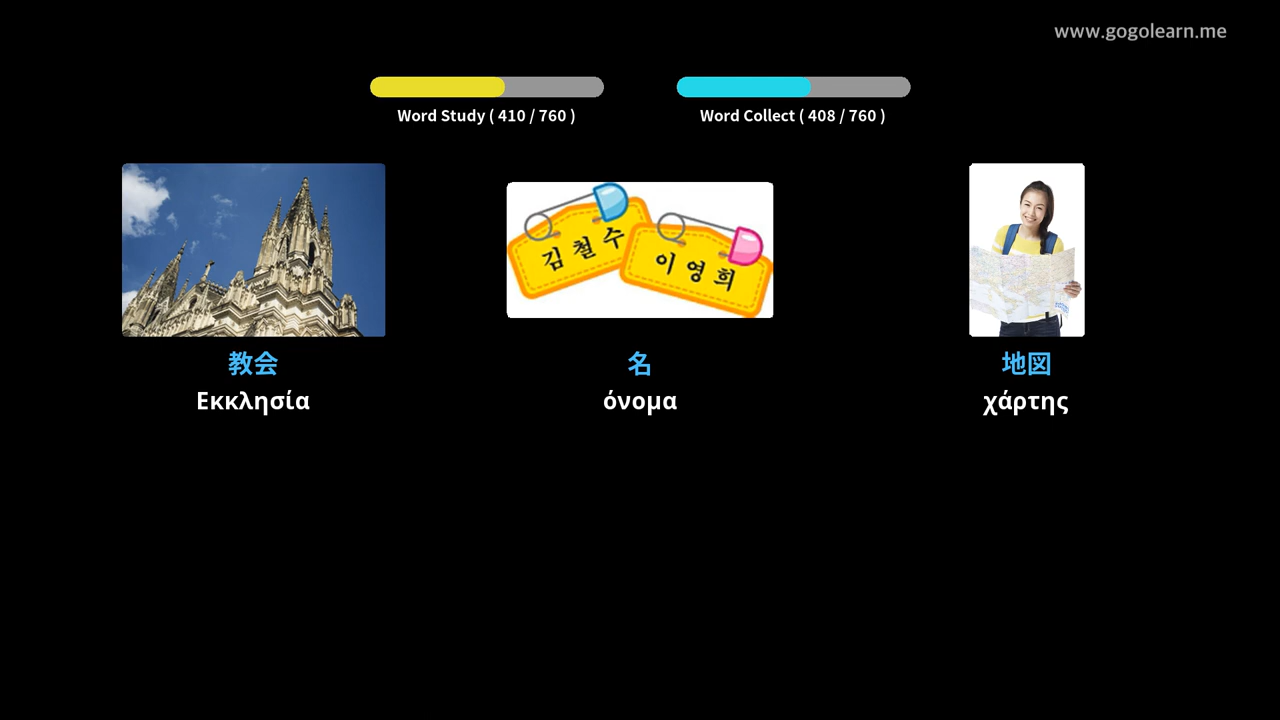 www.gogolearn.me
Word Study ( 410 / 760 )
Word Collect ( 408 / 760 )
김철수
이영희
教会
名
地図
Εκκλησία
όνομα
χάρτης